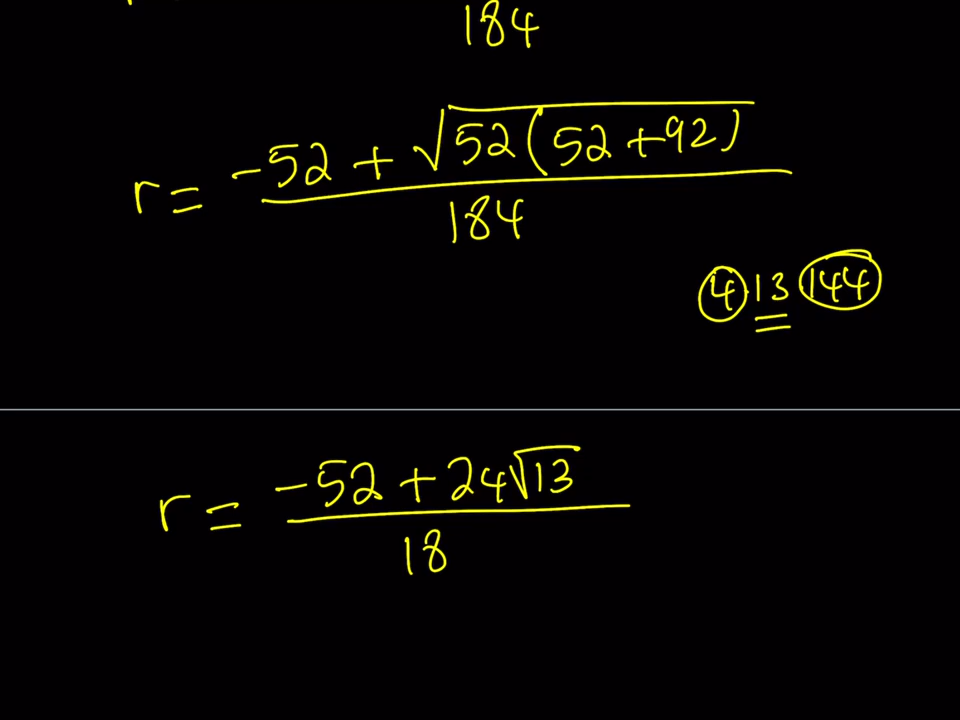 184
r = -52 + √52(52+92)
184
4·13 144
r = -52 + 24√13
18